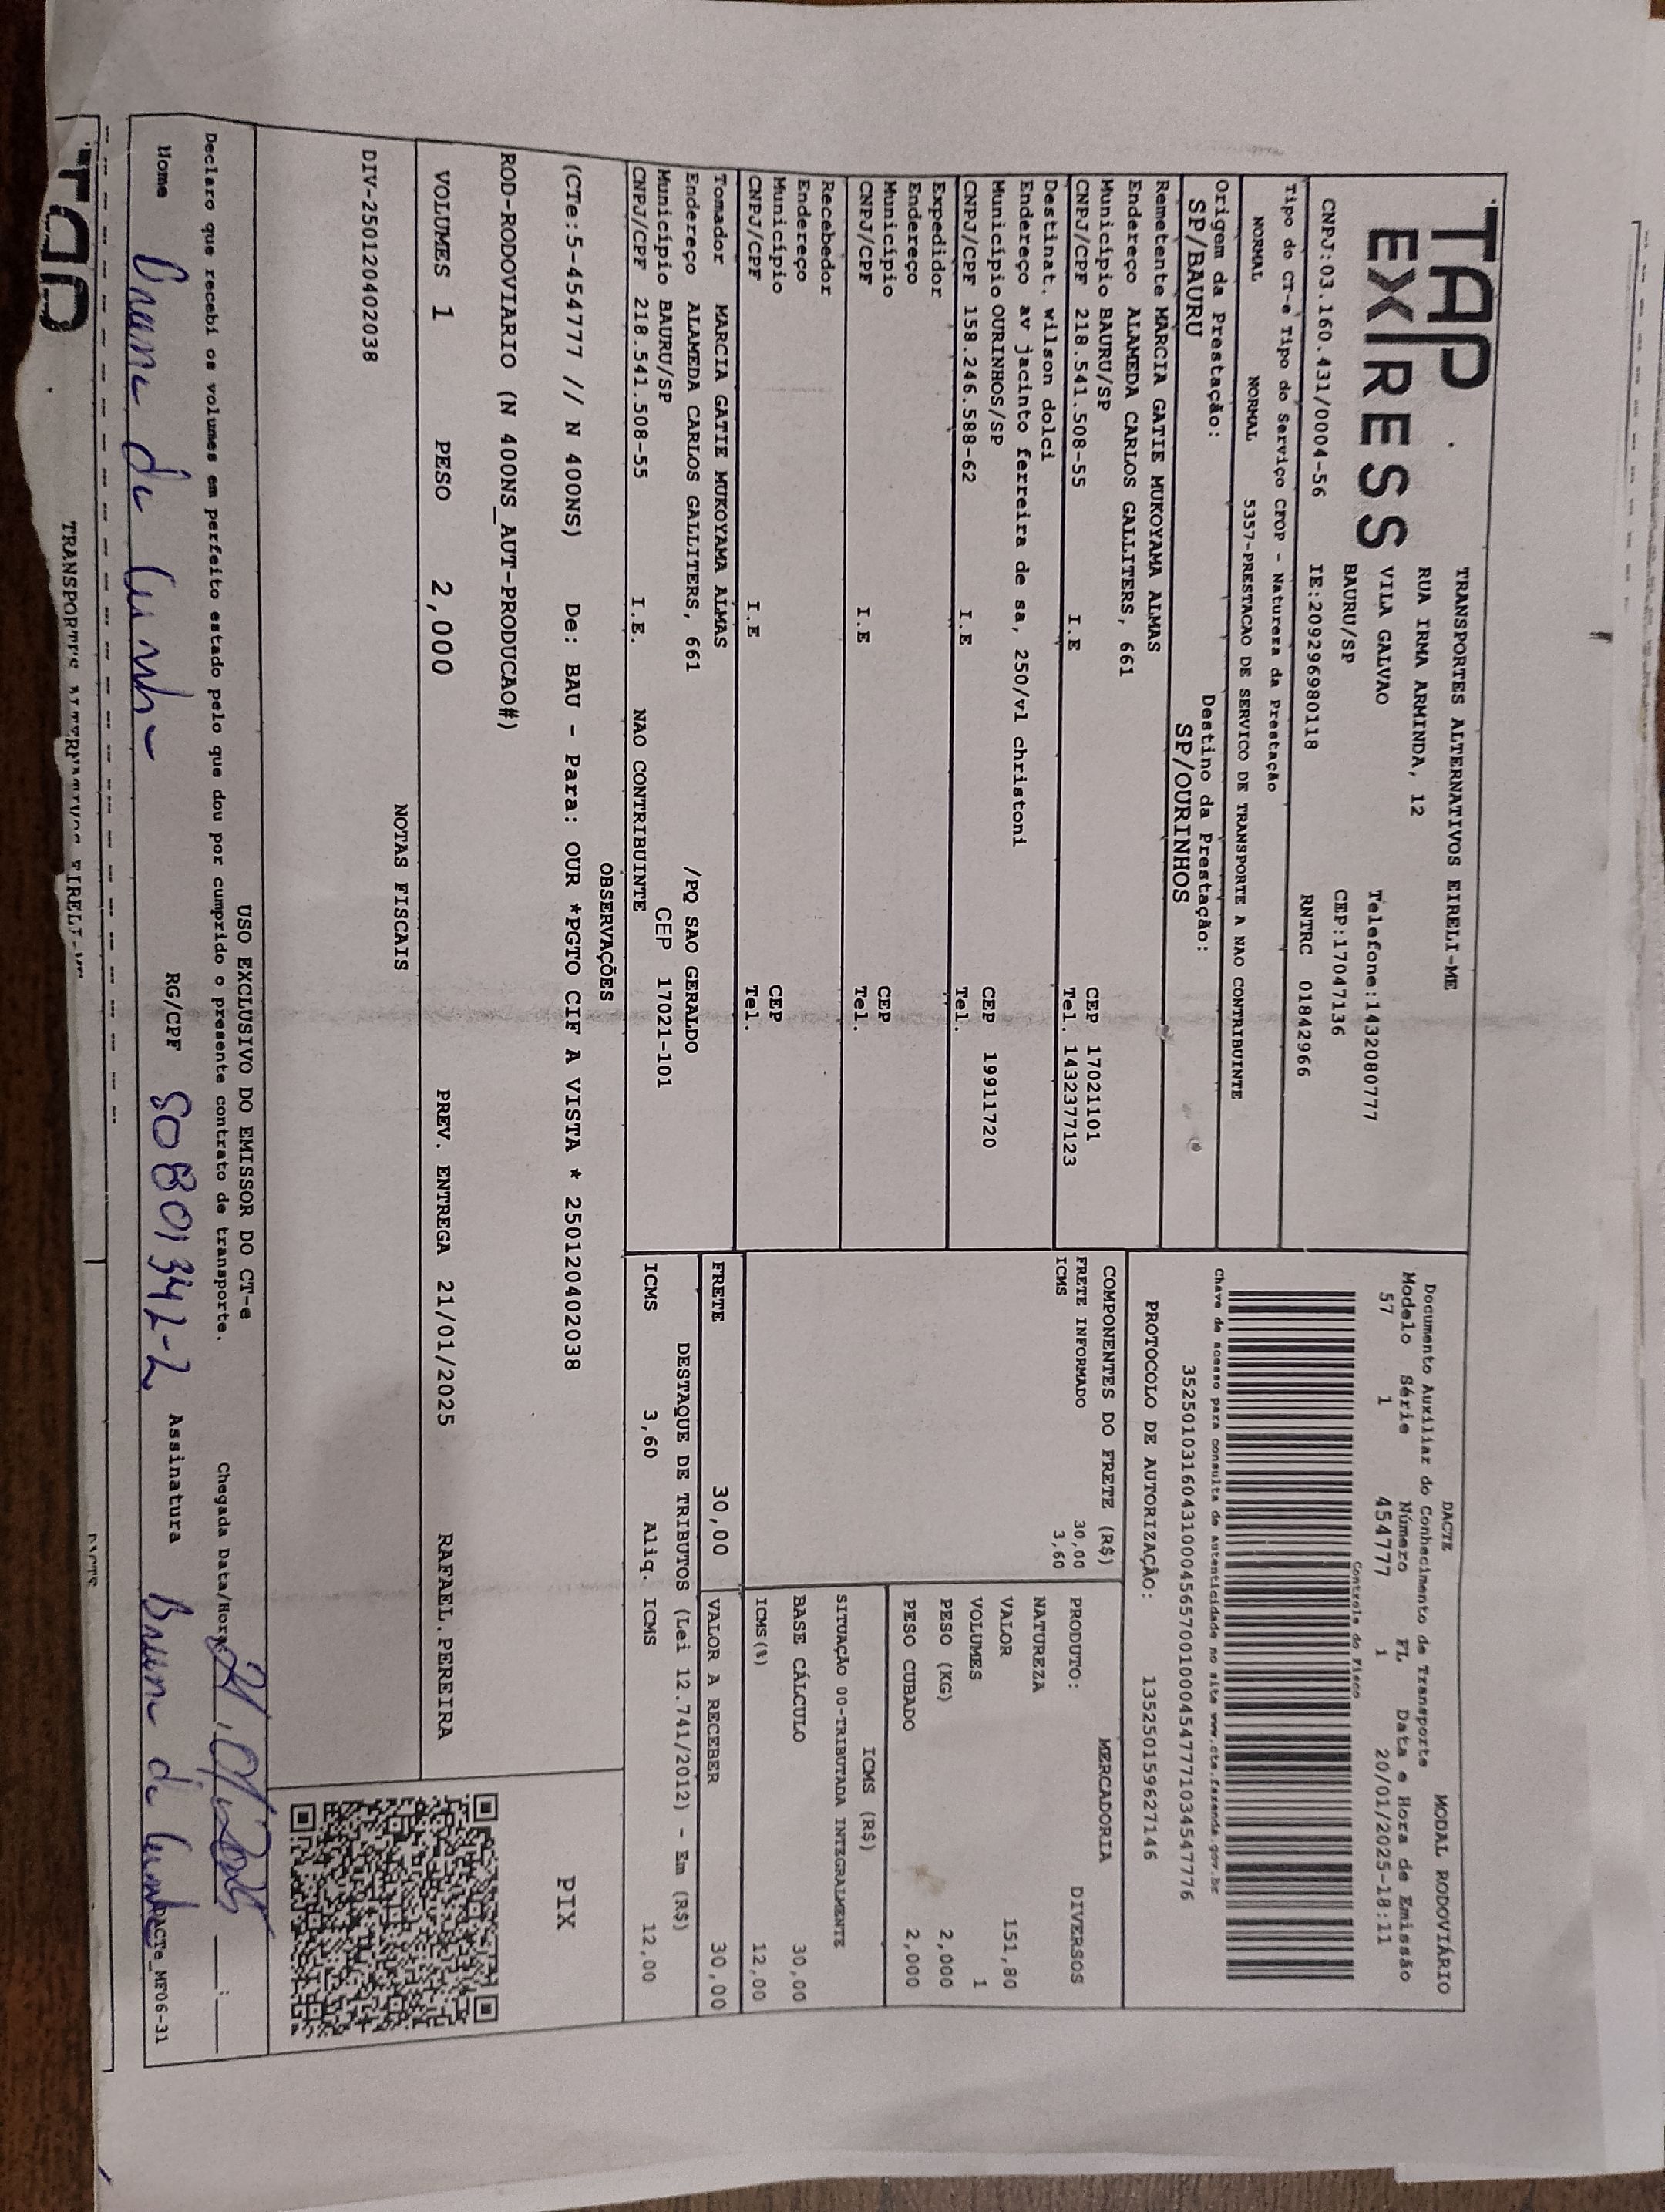 TAP
EXPRESS
TRANSPORTES ALTERNATIVOS EIRELI-ME
RUA IRMA ARMINDA, 12
VILA GALVAO
Telefone:1432080777
BAURU/SP
CEP:17047136
CNPJ:03.160.431/0004-56
IE:209296980118
RNTRC 01842966
Tipo do CT-e Tipo do Serviço CFOP - Natureza da Prestação
NORMAL NORMAL 5357-PRESTACAO DE SERVICO DE TRANSPORTE A NAO CONTRIBUINTE
Origem da Prestação: Destino da Prestação:
SP/BAURU SP/OURINHOS
Remetente MARCIA GATIE MUKOYAMA ALMAS
Endereço ALAMEDA CARLOS GALLITERS, 661
Município BAURU/SP CEP 17021101
CNPJ/CPF 218.541.508-55 I.E Tel. 1432377123
Destinat. wilson dolci
Endereço av jacinto ferreira de sa, 250/vl christoni
Município OURINHOS/SP CEP 19911720
CNPJ/CPF 158.246.588-62 I.E Tel.
Expedidor
Endereço
Município CEP
CNPJ/CPF I.E Tel.
Recebedor
Endereço
Município CEP
CNPJ/CPF I.E Tel.
Tomador MARCIA GATIE MUKOYAMA ALMAS
Endereço ALAMEDA CARLOS GALLITERS, 661 /PQ SAO GERALDO
Município BAURU/SP CEP 17021-101
CNPJ/CPF 218.541.508-55 I.E. NAO CONTRIBUINTE
DACTE MODAL RODOVIÁRIO
Documento Auxiliar do Conhecimento de Transporte
Modelo Série Número FL Data e Hora de Emissão
57 1 454777 1 20/01/2025-18:11
Controle do Fisco
Chave de acesso para consulta de autenticidade no site www.cte.fazenda.gov.br
35250103160431000456570010004547771034547776
PROTOCOLO DE AUTORIZAÇÃO: 135250159627146
COMPONENTES DO FRETE (R$)
FRETE INFORMADO 30,00
ICMS 3,60
MERCADORIA
PRODUTO: DIVERSOS
NATUREZA
VALOR 151,80
VOLUMES 1
PESO (KG) 2,000
PESO CUBADO 2,000
ICMS (R$)
SITUAÇÃO 00-TRIBUTADA INTEGRALMENTE
BASE CÁLCULO 30,00
ICMS(%) 12,00
FRETE 30,00 VALOR A RECEBER 30,00
DESTAQUE DE TRIBUTOS (Lei 12.741/2012) - Em (R$)
ICMS 3,60 Aliq. ICMS 12,00
OBSERVAÇÕES
(CTe:5-454777 // N 400NS) De: BAU - Para: OUR *PGTO CIF A VISTA * 250120402038
ROD-RODOVIARIO (N 400NS_AUT-PRODUCAO#)
PIX
VOLUMES 1 PESO 2,000 PREV. ENTREGA 21/01/2025 RAFAEL.PEREIRA
NOTAS FISCAIS
DIV-250120402038
USO EXCLUSIVO DO EMISSOR DO CT-e
Declaro que recebi os volumes em perfeito estado pelo que dou por cumprido o presente contrato de transporte. Chegada Data/Hora
Nome RG/CPF Assinatura
DACTe_MF06-31
TAP
DACTE